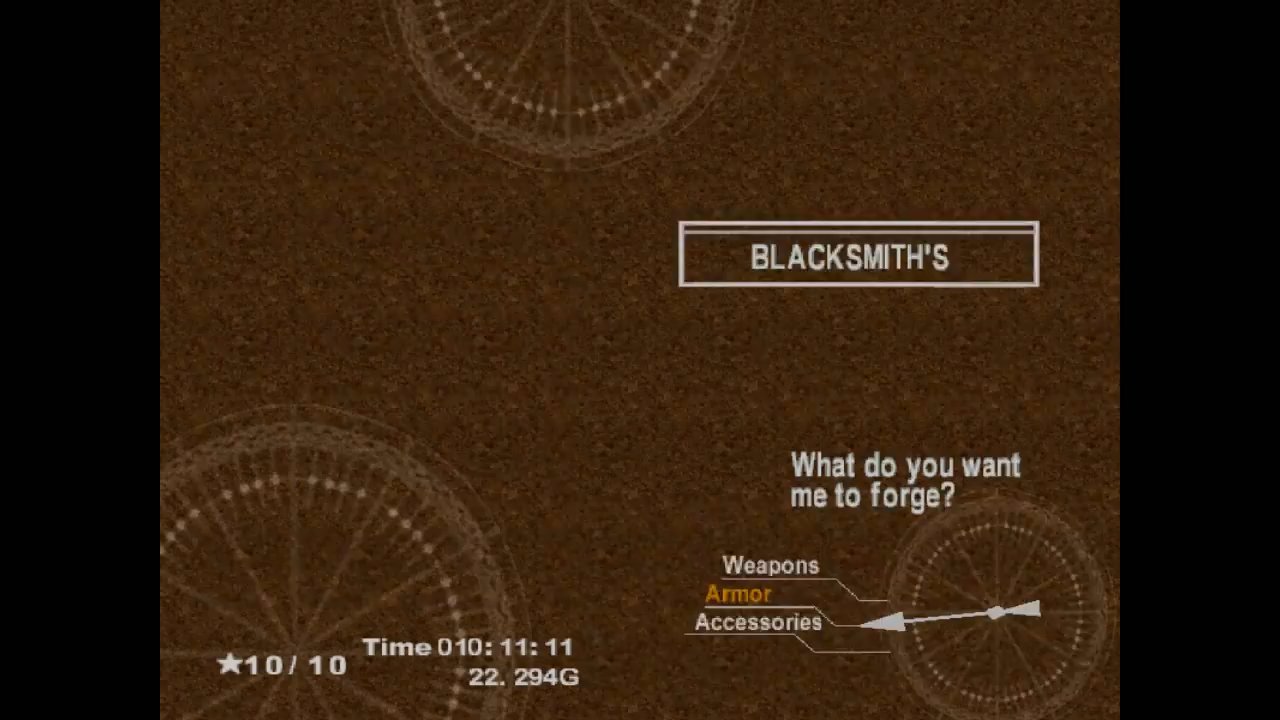 BLACKSMITH'S
What do you want
me to forge?
Weapons
Armor
Accessories
Time 010: 11: 11
★10/ 10
22. 294G